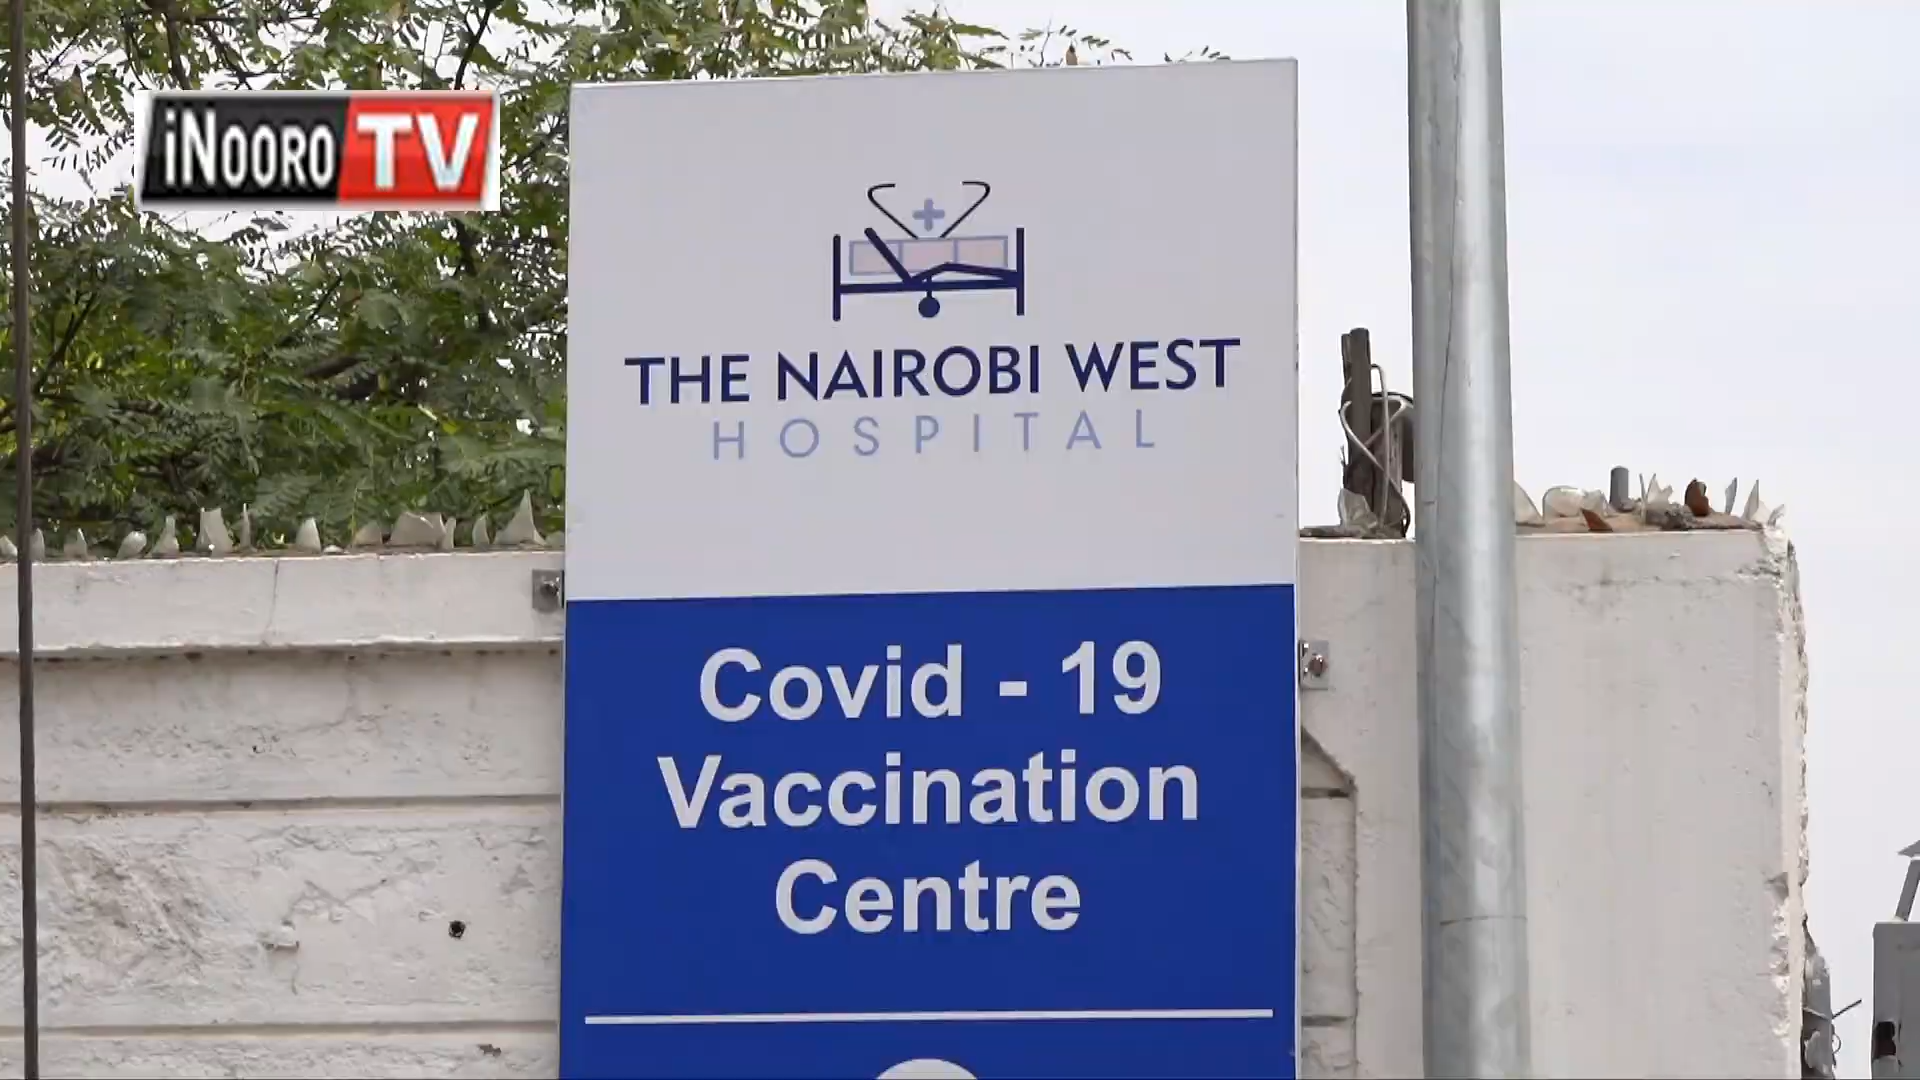 iNOORO TV
THE NAIROBI WEST
HOSPITAL
Covid - 19
Vaccination
Centre